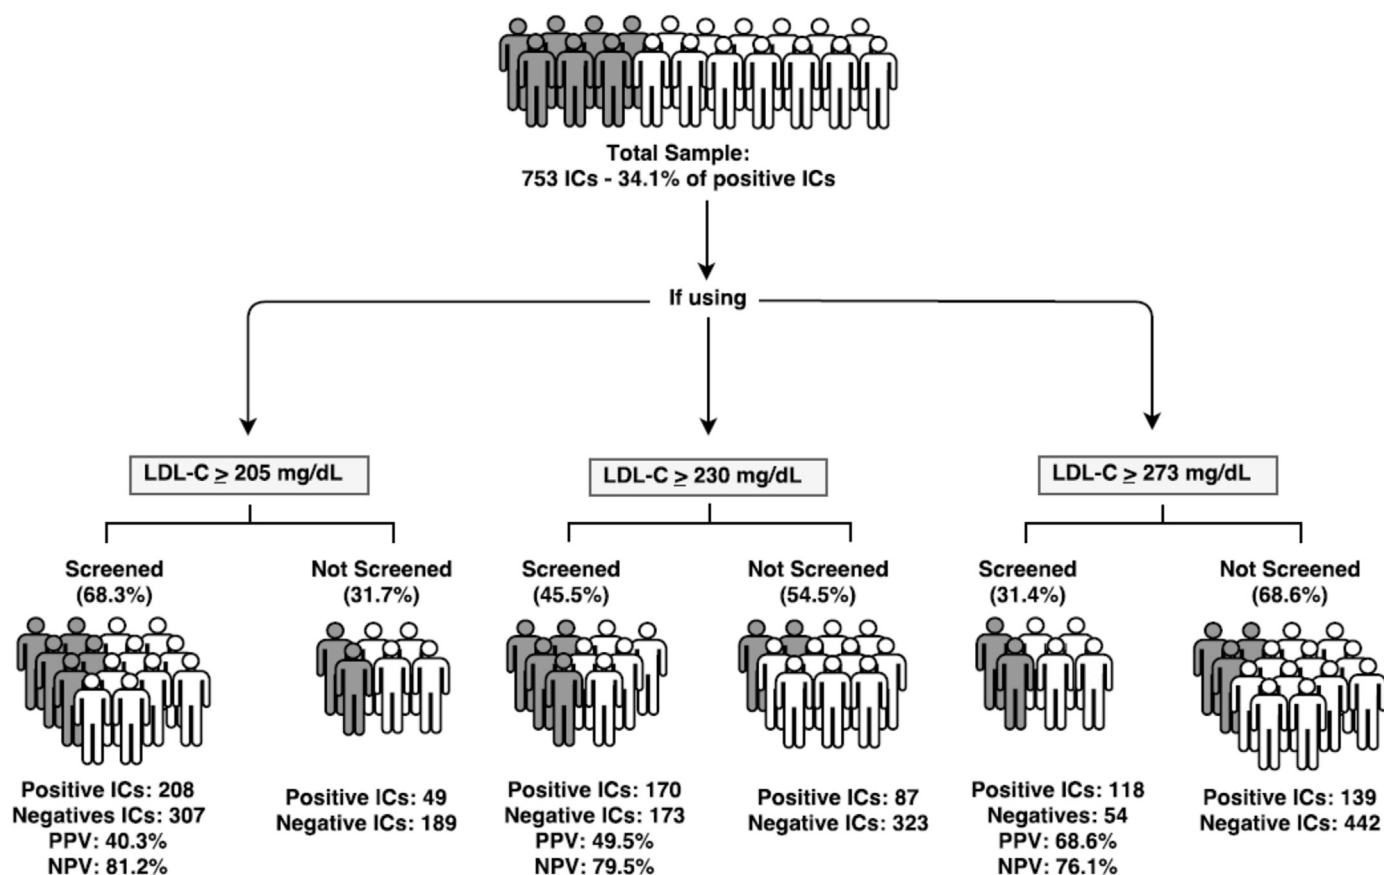 Total Sample:
753 ICs - 34.1% of positive ICs
If using
LDL-C ≥ 205 mg/dL
Screened
(68.3%)
Not Screened
(31.7%)
Positive ICs: 208
Negatives ICs: 307
PPV: 40.3%
NPV: 81.2%
Positive ICs: 49
Negative ICs: 189
LDL-C ≥ 230 mg/dL
Screened
(45.5%)
Not Screened
(54.5%)
Positive ICs: 170
Negative ICs: 173
PPV: 49.5%
NPV: 79.5%
Positive ICs: 87
Negative ICs: 323
LDL-C ≥ 273 mg/dL
Screened
(31.4%)
Not Screened
(68.6%)
Positive ICs: 118
Negatives: 54
PPV: 68.6%
NPV: 76.1%
Positive ICs: 139
Negative ICs: 442